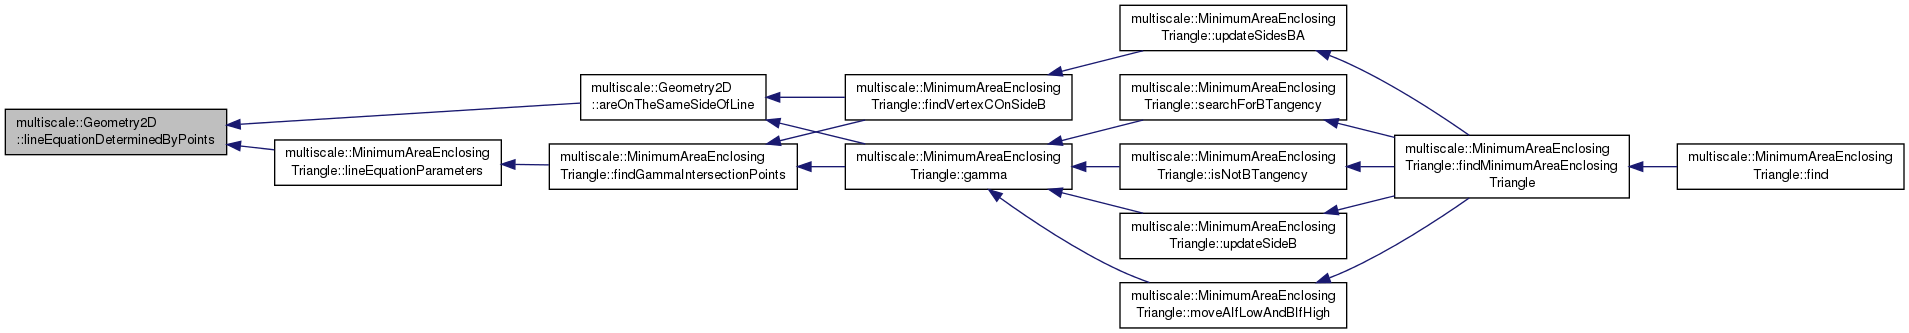 multiscale::Geometry2D
::lineEquationDeterminedByPoints
multiscale::Geometry2D
::areOnTheSameSideOfLine
multiscale::MinimumAreaEnclosing
Triangle::lineEquationParameters
multiscale::MinimumAreaEnclosing
Triangle::findGammaIntersectionPoints
multiscale::MinimumAreaEnclosing
Triangle::findVertexCOnSideB
multiscale::MinimumAreaEnclosing
Triangle::gamma
multiscale::MinimumAreaEnclosing
Triangle::updateSidesBA
multiscale::MinimumAreaEnclosing
Triangle::searchForBTangency
multiscale::MinimumAreaEnclosing
Triangle::isNotBTangency
multiscale::MinimumAreaEnclosing
Triangle::updateSideB
multiscale::MinimumAreaEnclosing
Triangle::moveAIfLowAndBIfHigh
multiscale::MinimumAreaEnclosing
Triangle::findMinimumAreaEnclosing
Triangle
multiscale::MinimumAreaEnclosing
Triangle::find